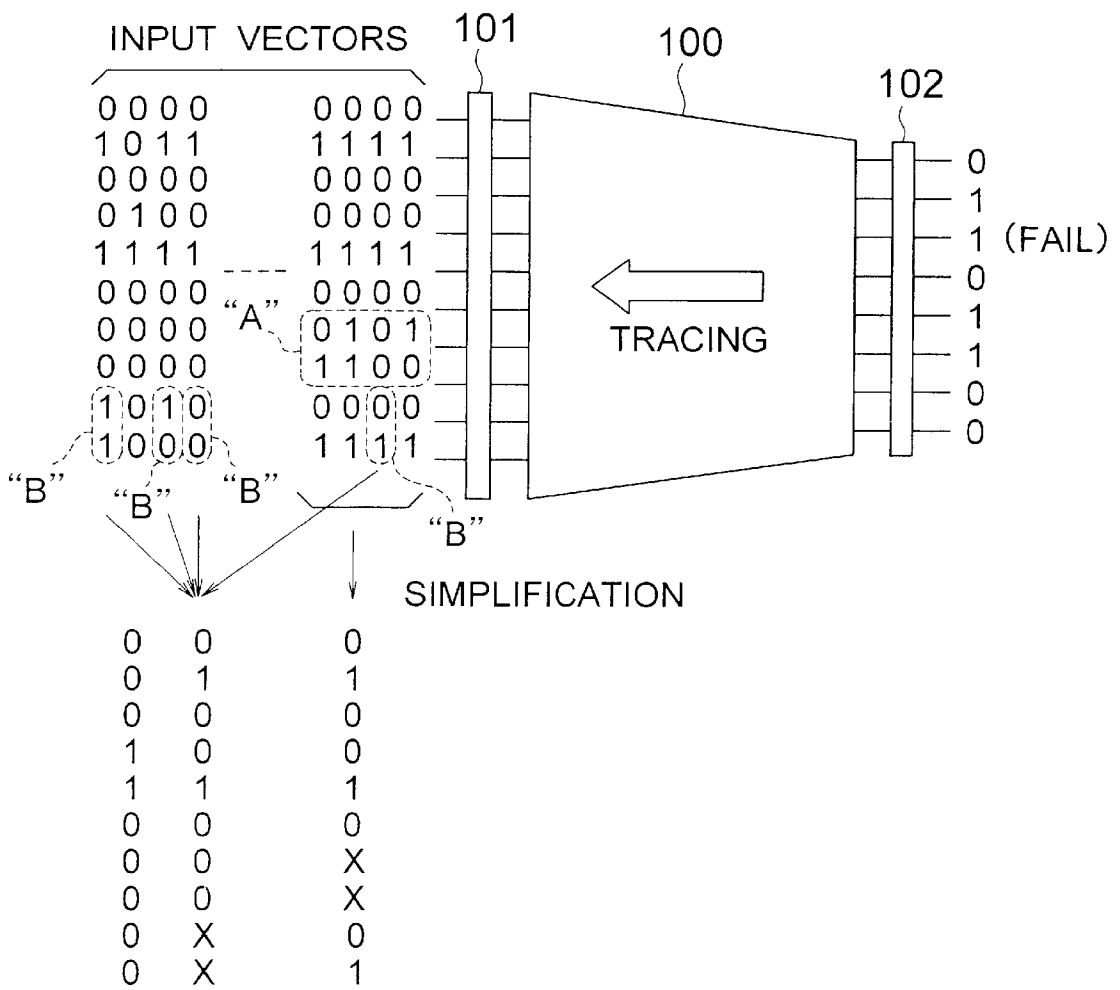 INPUT VECTORS
101
100
102
0 0 0 0 0 0 0 0
1 0 1 1 1 1 1 1
0 0 0 0 0 0 0 0
0 1 0 0 0 0 0 0
1 1 1 1 1 1 1 1
0 0 0 0 0 0 0 0
0 0 0 0 0 1 0 1
0 0 0 0 1 1 0 0
1 0 1 0 0 0 0 0
1 0 0 0 1 1 1 1
“A”
“B” “B” “B” “B”
TRACING
0
1
1 (FAIL)
0
1
1
0
0
SIMPLIFICATION
0 0 0
0 1 1
0 0 0
1 0 0
1 1 1
0 0 0
0 0 X
0 0 X
0 X 0
0 X 1